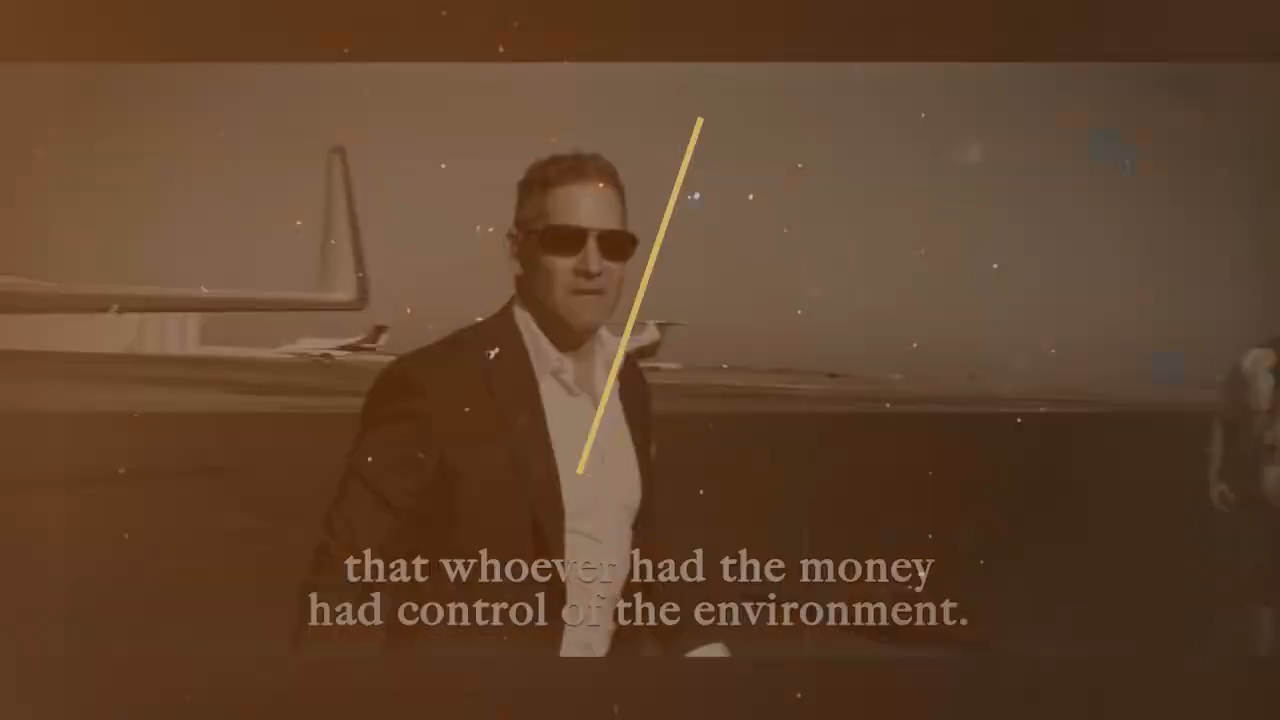 that whoever had the money
had control of the environment.